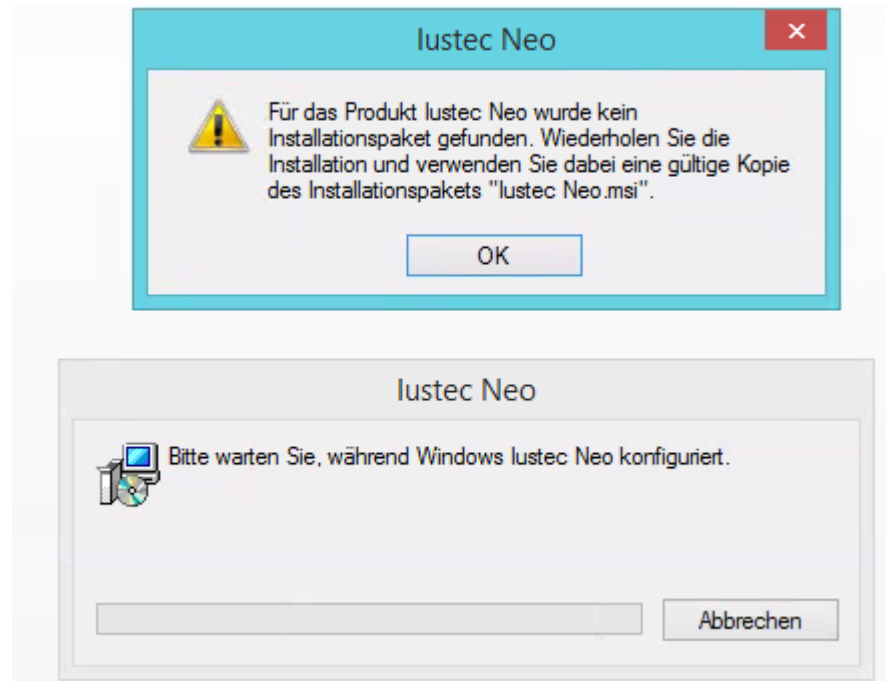 Iustec Neo
Für das Produkt Iustec Neo wurde kein
Installationspaket gefunden. Wiederholen Sie die
Installation und verwenden Sie dabei eine gültige Kopie
des Installationspakets "Iustec Neo.msi".
OK
Iustec Neo
Bitte warten Sie, während Windows Iustec Neo konfiguriert.
Abbrechen